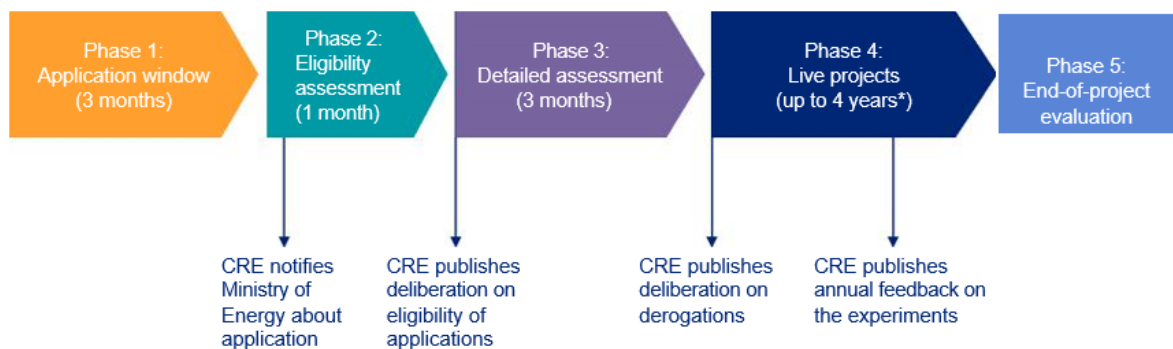 Phase 1:
Application window
(3 months)
Phase 2:
Eligibility
assessment
(1 month)
Phase 3:
Detailed assessment
(3 months)
Phase 4:
Live projects
(up to 4 years*)
Phase 5:
End-of-project
evaluation
CRE notifies
Ministry of
Energy about
application
CRE publishes
deliberation on
eligibility of
applications
CRE publishes
deliberation on
derogations
CRE publishes
annual feedback on
the experiments